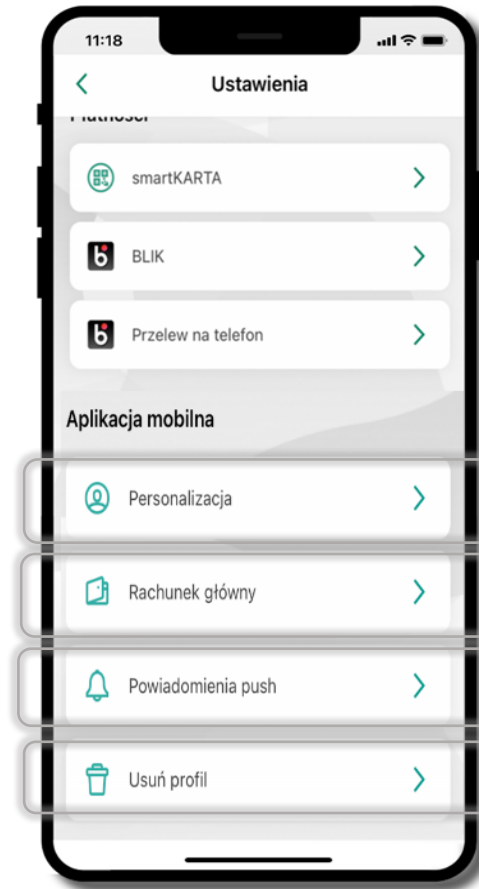 11:18
Ustawienia
smartKARTA
BLIK
Przelew na telefon
Aplikacja mobilna
Personalizacja
Rachunek główny
Powiadomienia push
Usuń profil